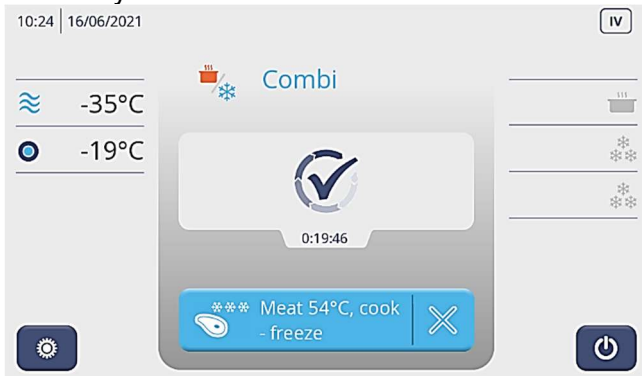 10:24 16/06/2021
IV
Combi
-35°C
-19°C
0:19:46
Meat 54°C, cook
- freeze